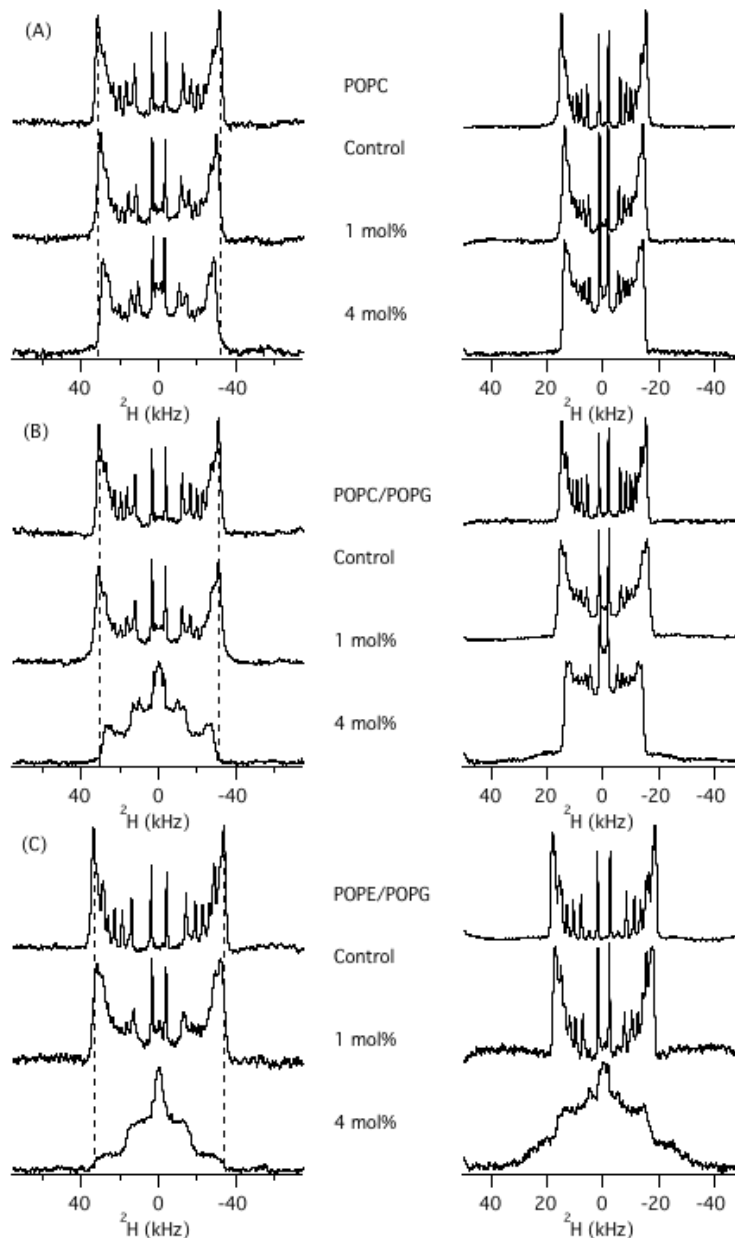 (A)
POPC
Control
1 mol%
4 mol%
40 0 -40
²H (kHz)
40 20 0 -20 -40
²H (kHz)
(B)
POPC/POPG
Control
1 mol%
4 mol%
40 0 -40
²H (kHz)
40 20 0 -20 -40
²H (kHz)
(C)
POPE/POPG
Control
1 mol%
4 mol%
40 0 -40
²H (kHz)
40 20 0 -20 -40
²H (kHz)